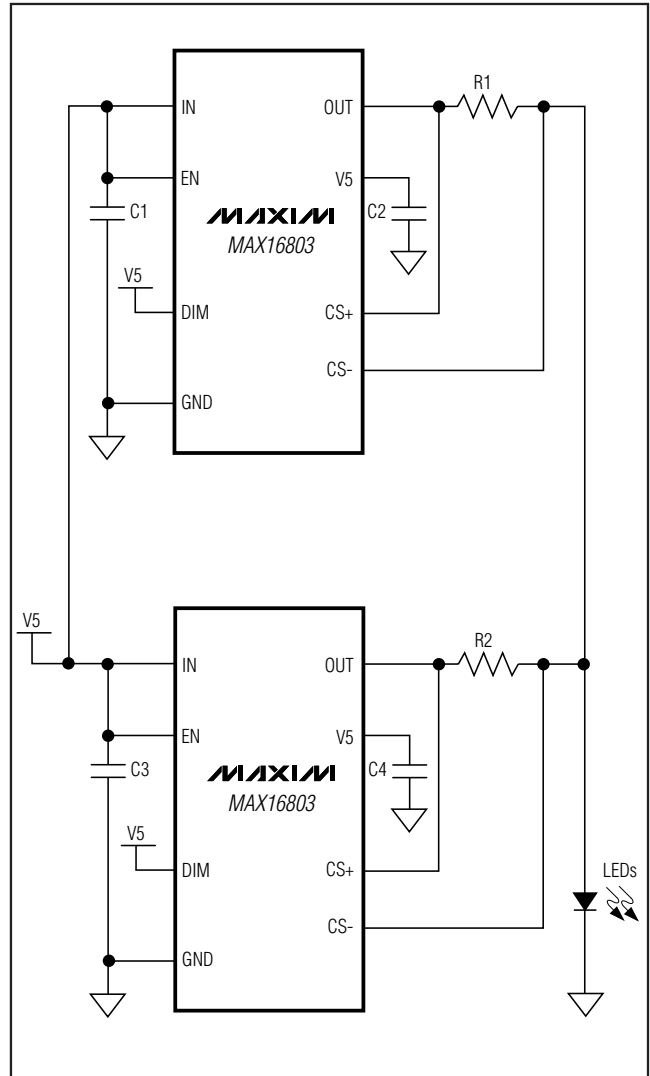 R1
IN
OUT
EN
V5
C1
MAXIM
C2
MAX16803
V5
DIM
CS+
CS-
GND
R2
V5
IN
OUT
EN
V5
C3
MAXIM
C4
MAX16803
V5
DIM
CS+
LEDs
CS-
GND